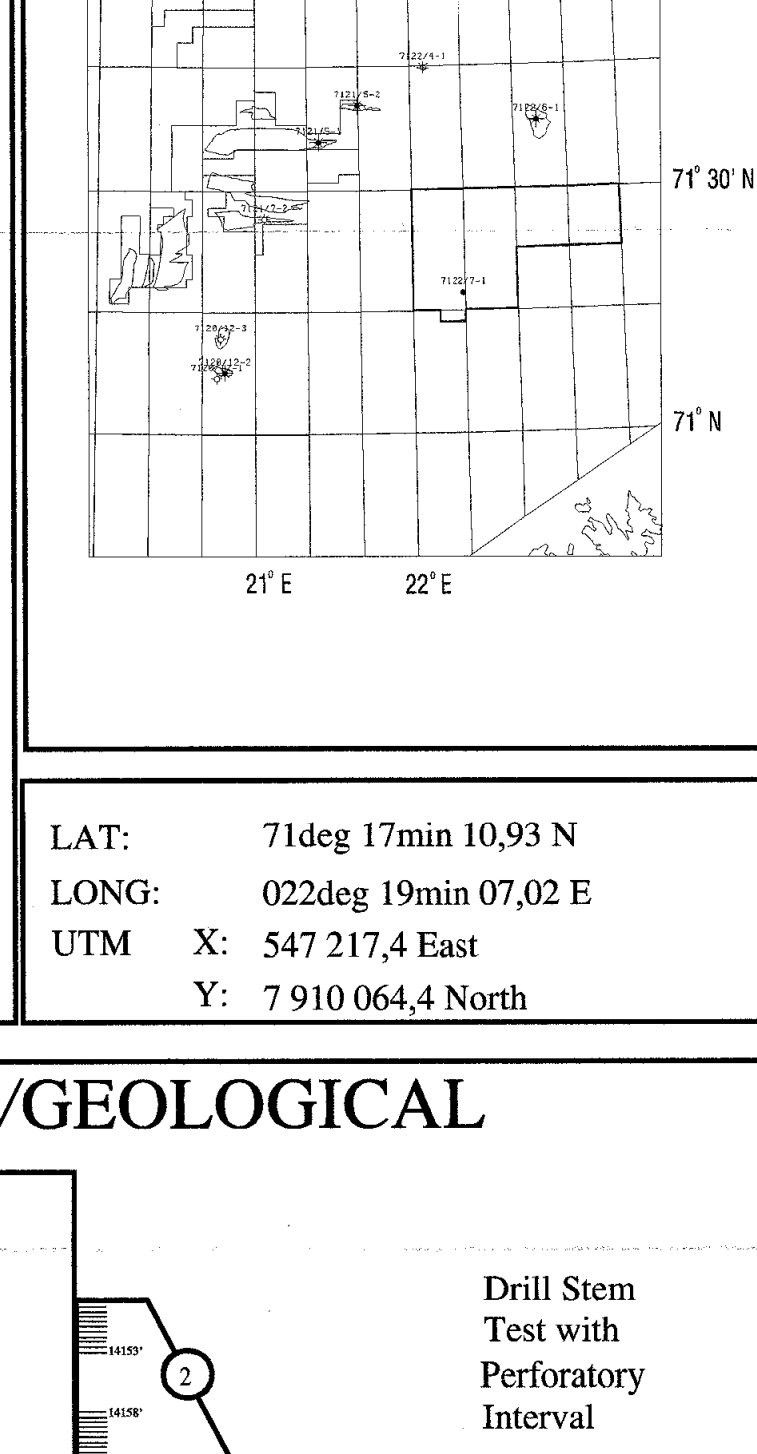 7122/4-1
7121/5-2
7122/6-1
7121/5-1
71° 30' N
7121/7-2
7122/7-1
7120/12-3
7120/12-2
71° N
21° E
22° E
LAT: 71deg 17min 10,93 N
LONG: 022deg 19min 07,02 E
UTM X: 547 217,4 East
Y: 7 910 064,4 North
/GEOLOGICAL
Drill Stem
Test with
Perforatory
Interval
14153'
2
14158'